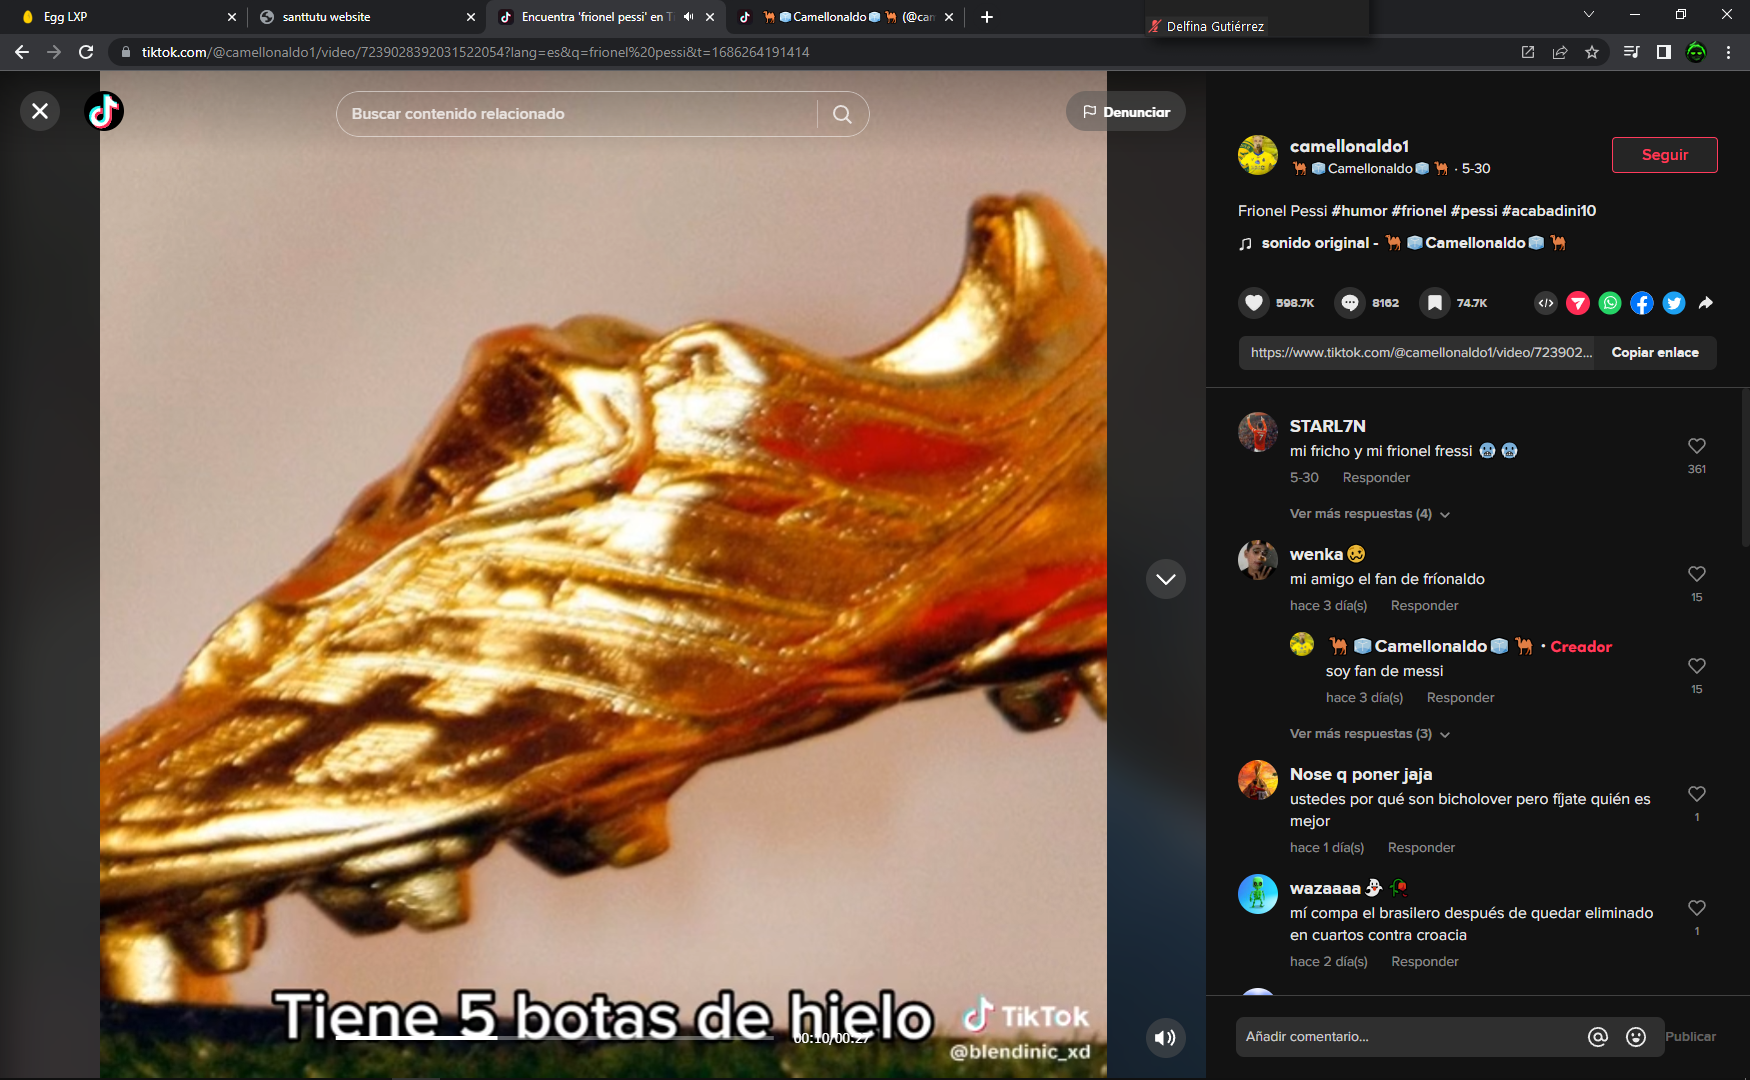 Egg LXP
santtutu website
Encuentra 'frionel pessi' en T
Camellonaldo (@can
Delfina Gutiérrez
tiktok.com/@camellonaldo1/video/7239028392031522054?lang=es&q=frionel%20pessi&t=1686264191414
Buscar contenido relacionado
Denunciar
Tiene 5 botas de hielo
00:10/00:27
TikTok
@blendinic_xd
camellonaldo1
🐪🧊Camellonaldo🧊🐪 · 5-30
Seguir
Frionel Pessi #humor #frionel #pessi #acabadini10
sonido original - 🐪🧊Camellonaldo🧊🐪
598.7K
8162
74.7K
https://www.tiktok.com/@camellonaldo1/video/723902...
Copiar enlace
STARL7N
mi fricho y mi frionel fressi 🥶🥶
361
5-30 Responder
Ver más respuestas (4)
wenka🥴
mi amigo el fan de fríonaldo
15
hace 3 día(s) Responder
🐪🧊Camellonaldo🧊🐪 · Creador
soy fan de messi
15
hace 3 día(s) Responder
Ver más respuestas (3)
Nose q poner jaja
ustedes por qué son bicholover pero fíjate quién es
mejor
1
hace 1 día(s) Responder
wazaaaa👻🥀
mí compa el brasilero después de quedar eliminado
en cuartos contra croacia
1
hace 2 día(s) Responder
Añadir comentario...
Publicar